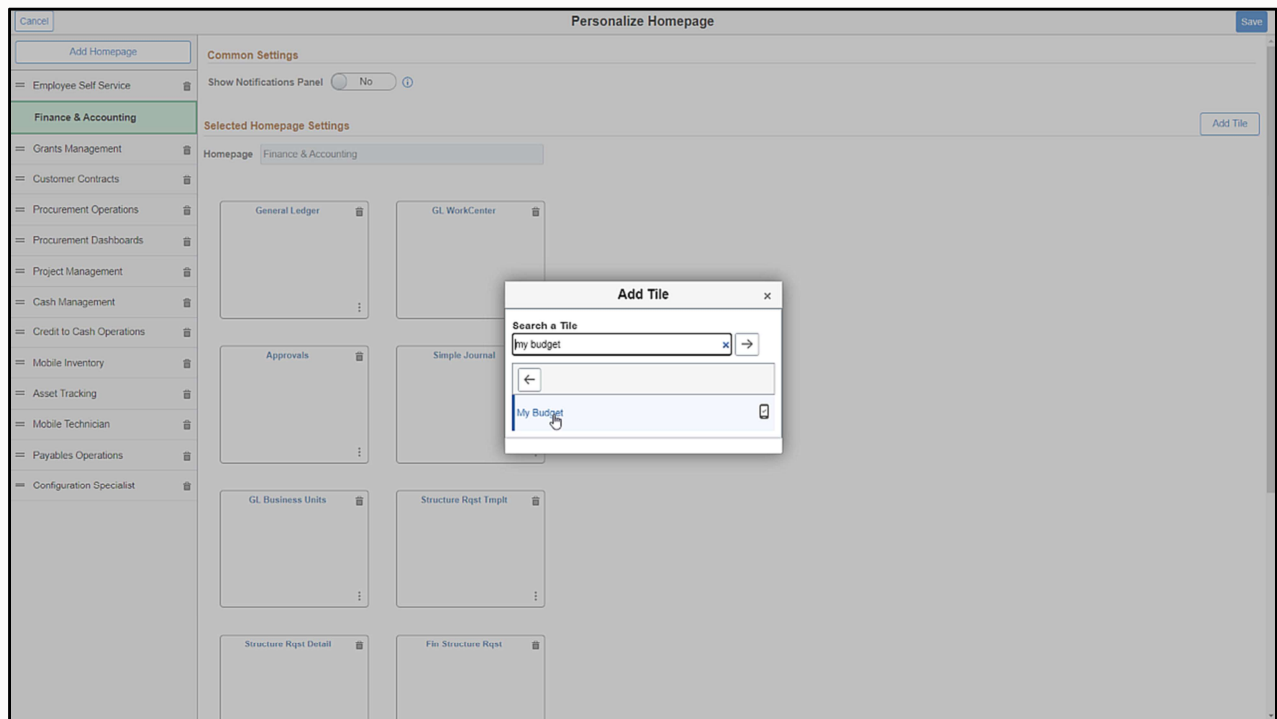 Cancel
Personalize Homepage
Save
Add Homepage
Employee Self Service
Finance & Accounting
Grants Management
Customer Contracts
Procurement Operations
Procurement Dashboards
Project Management
Cash Management
Credit to Cash Operations
Mobile Inventory
Asset Tracking
Mobile Technician
Payables Operations
Configuration Specialist
Common Settings
Show Notifications Panel No
Selected Homepage Settings
Add Tile
Homepage Finance & Accounting
General Ledger
GL WorkCenter
Approvals
Simple Journal
GL Business Units
Structure Rqst Tmplt
Structure Rqst Detail
Fin Structure Rqst
Add Tile
Search a Tile
my budget
My Budget